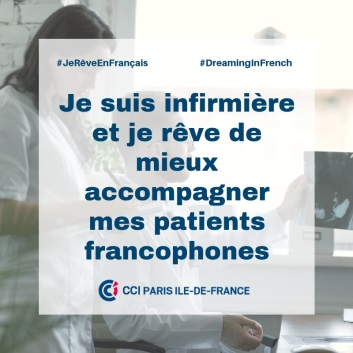 #JeRêveEnFrançais #DreamingInFrench
Je suis infirmière
et je rêve de
mieux
accompagner
mes patients
francophones
CCI PARIS ILE-DE-FRANCE